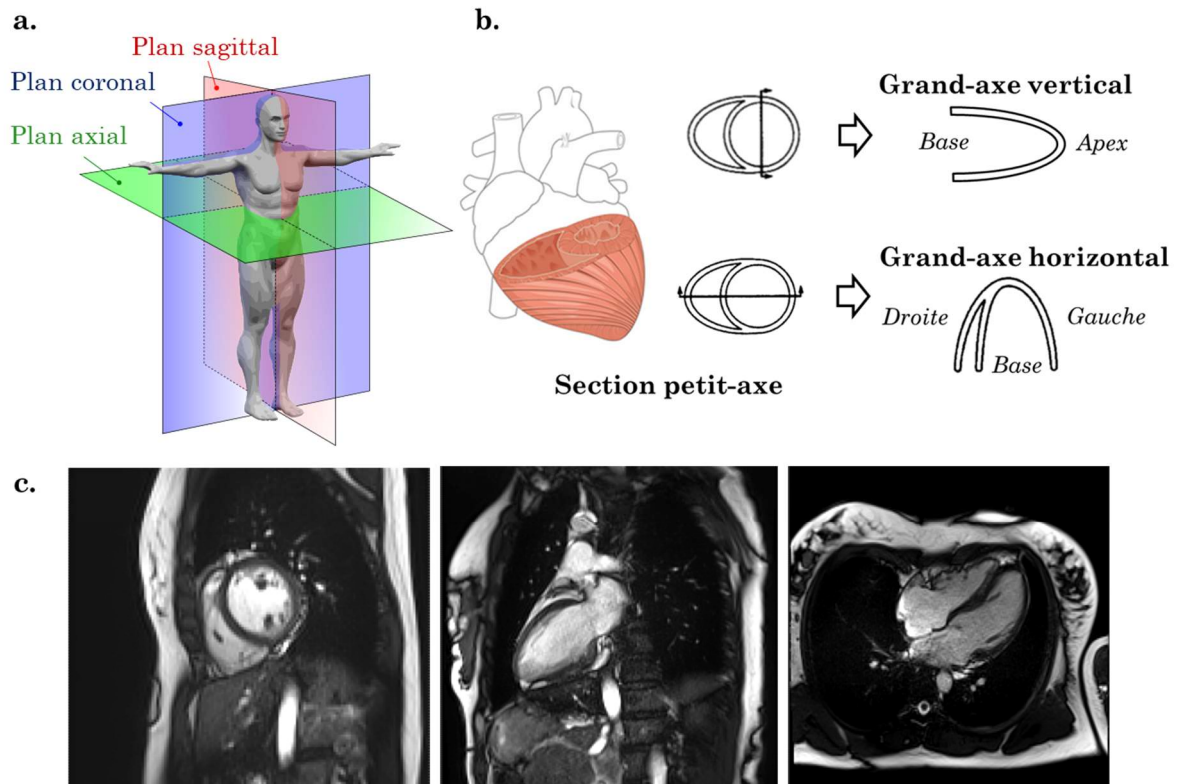 a.
Plan sagittal
Plan coronal
Plan axial
b.
Grand-axe vertical
Base
Apex
Grand-axe horizontal
Droite
Gauche
Base
Section petit-axe
c.